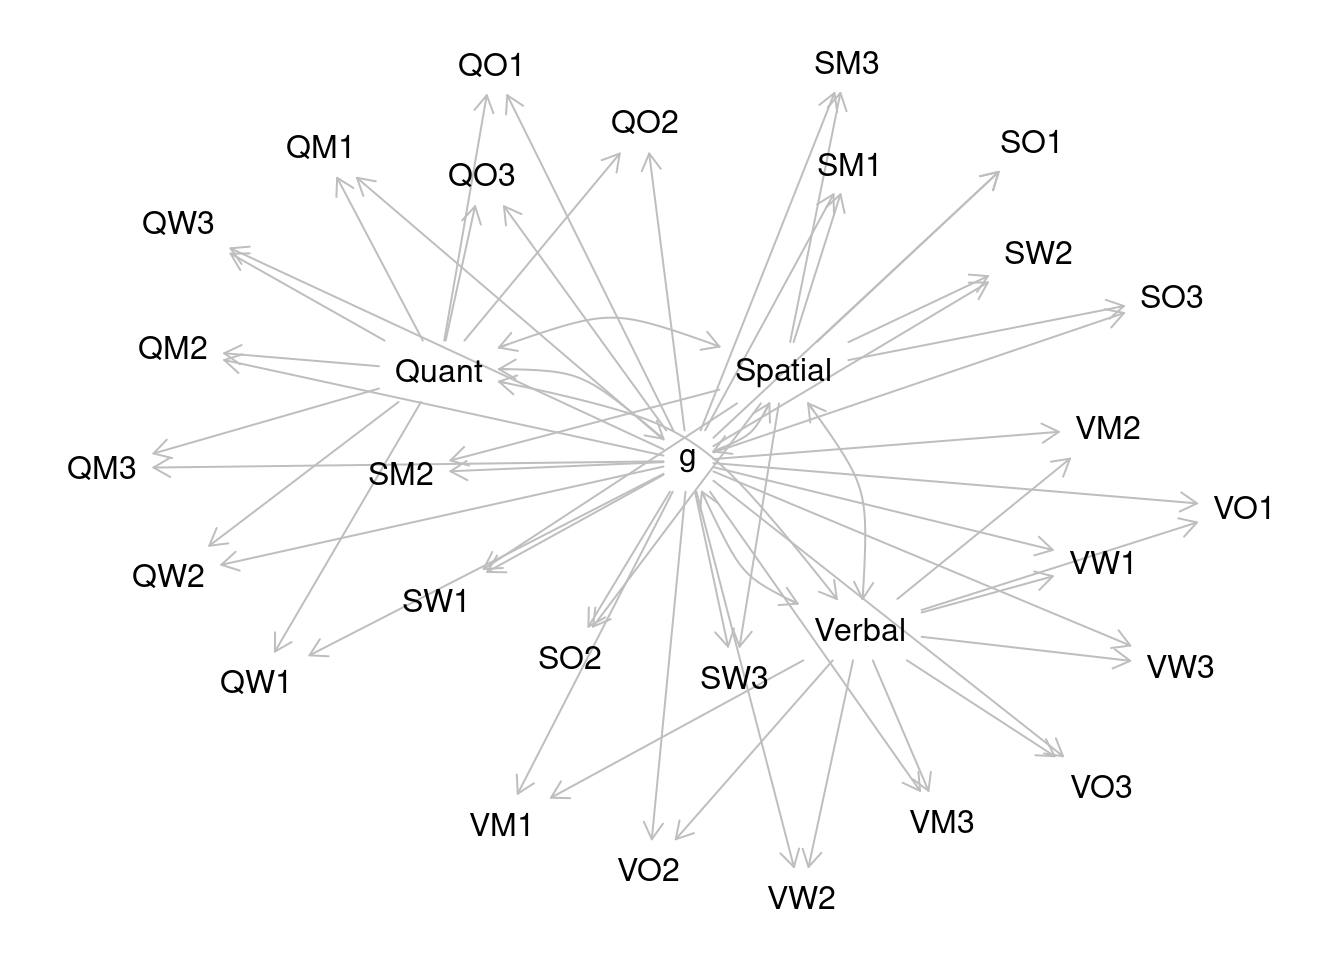 QO1
SM3
QO2
SO1
QM1
SM1
QO3
QW3
SW2
SO3
QM2
Quant
Spatial
VM2
g
QM3
SM2
VO1
VW1
QW2
SW1
Verbal
SO2
VW3
SW3
QW1
VO3
VM3
VM1
VO2
VW2